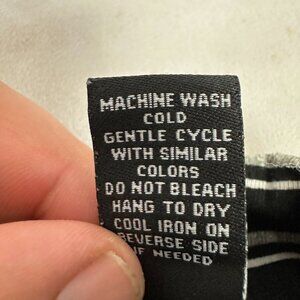 MACHINE WASH
COLD
GENTLE CYCLE
WITH SIMILAR
COLORS
DO NOT BLEACH
HANG TO DRY
COOL IRON ON
REVERSE SIDE
IF NEEDED